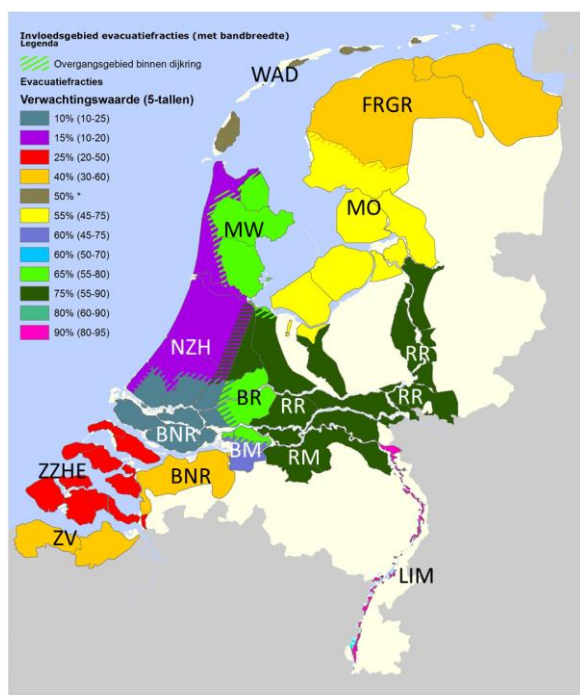 Invloedsgebied evacuatiefracties (met bandbreedte)
Legenda
Overgangsgebied binnen dijkring
Evacuatiefracties
Verwachtingswaarde (5-tallen)
10% (10-25)
15% (10-20)
25% (20-50)
40% (30-60)
50% *
55% (45-75)
60% (45-75)
60% (50-70)
65% (55-80)
75% (55-90)
80% (60-90)
90% (80-95)
WAD
FRGR
MO
MW
NZH
RR
BR
RR
RR
BNR
BM
RM
BNR
ZZHE
ZV
LIM